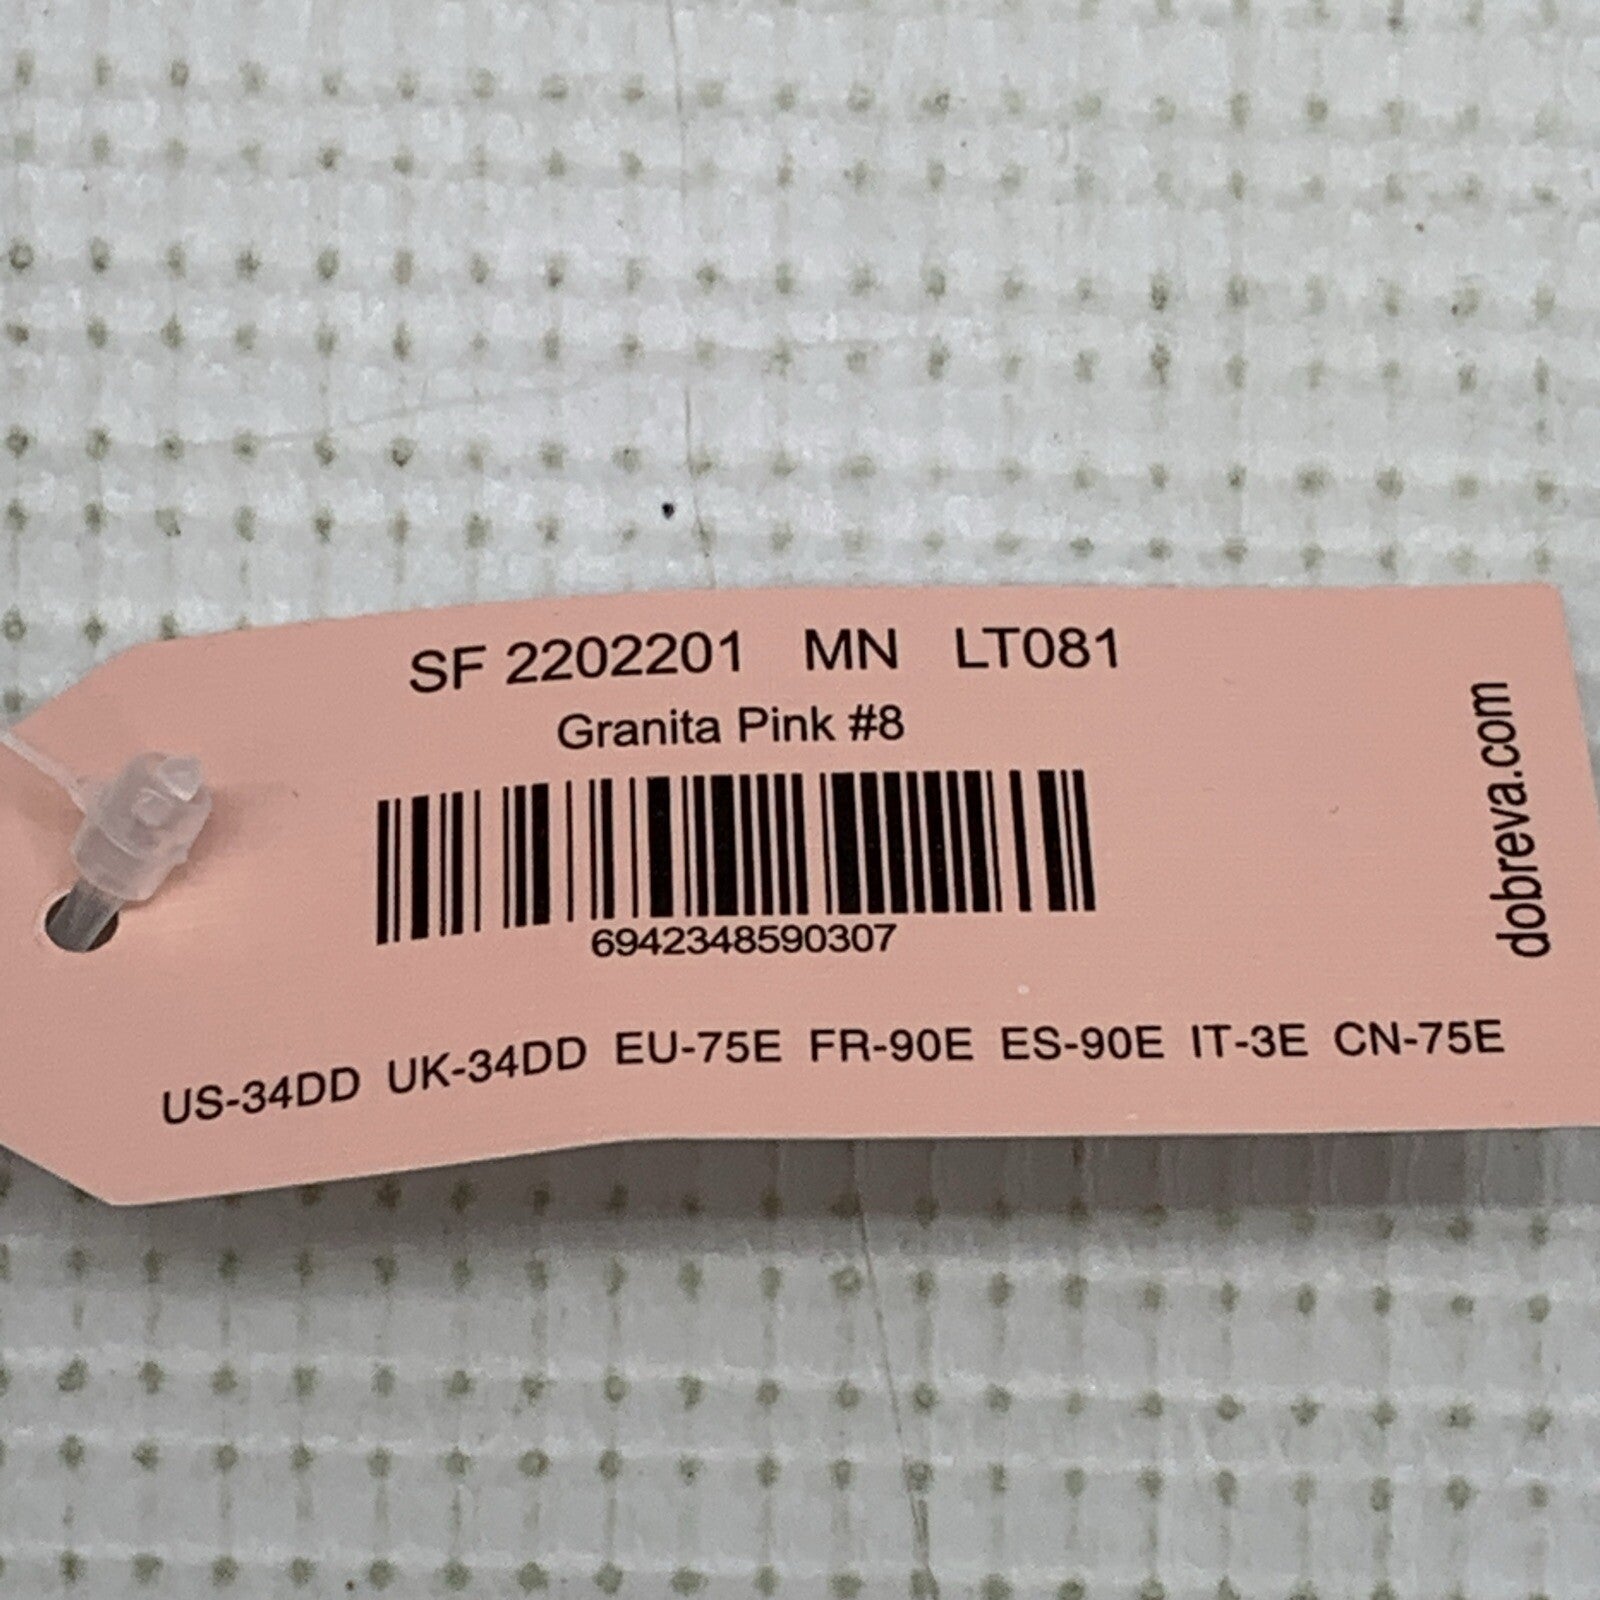 SF 2202201 MN LT081
Granita Pink #8
6942348590307
US-34DD UK-34DD EU-75E FR-90E ES-90E IT-3E CN-75E
dobreva.com